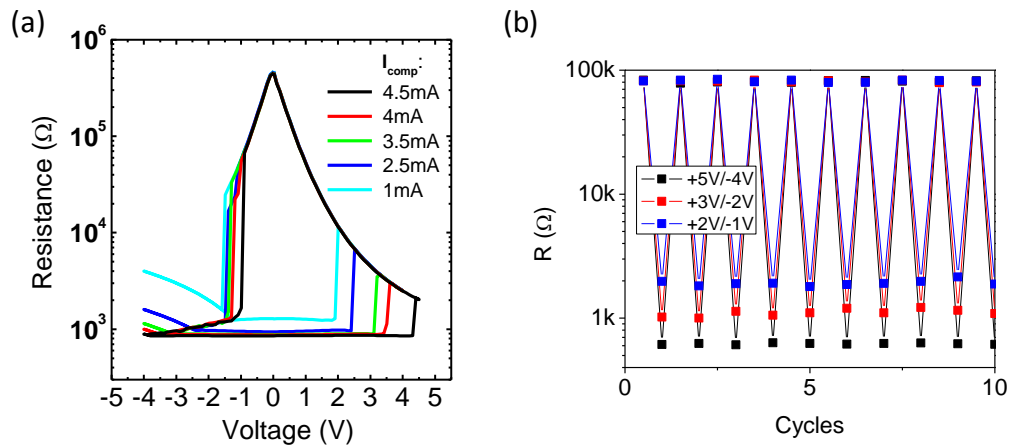 (a)
10^6
10^5
10^4
10^3
Resistance (Ω)
-5 -4 -3 -2 -1 0 1 2 3 4 5
Voltage (V)
I_comp:
4.5mA
4mA
3.5mA
2.5mA
1mA
(b)
100k
10k
1k
R (Ω)
+5V/-4V
+3V/-2V
+2V/-1V
0 5 10
Cycles